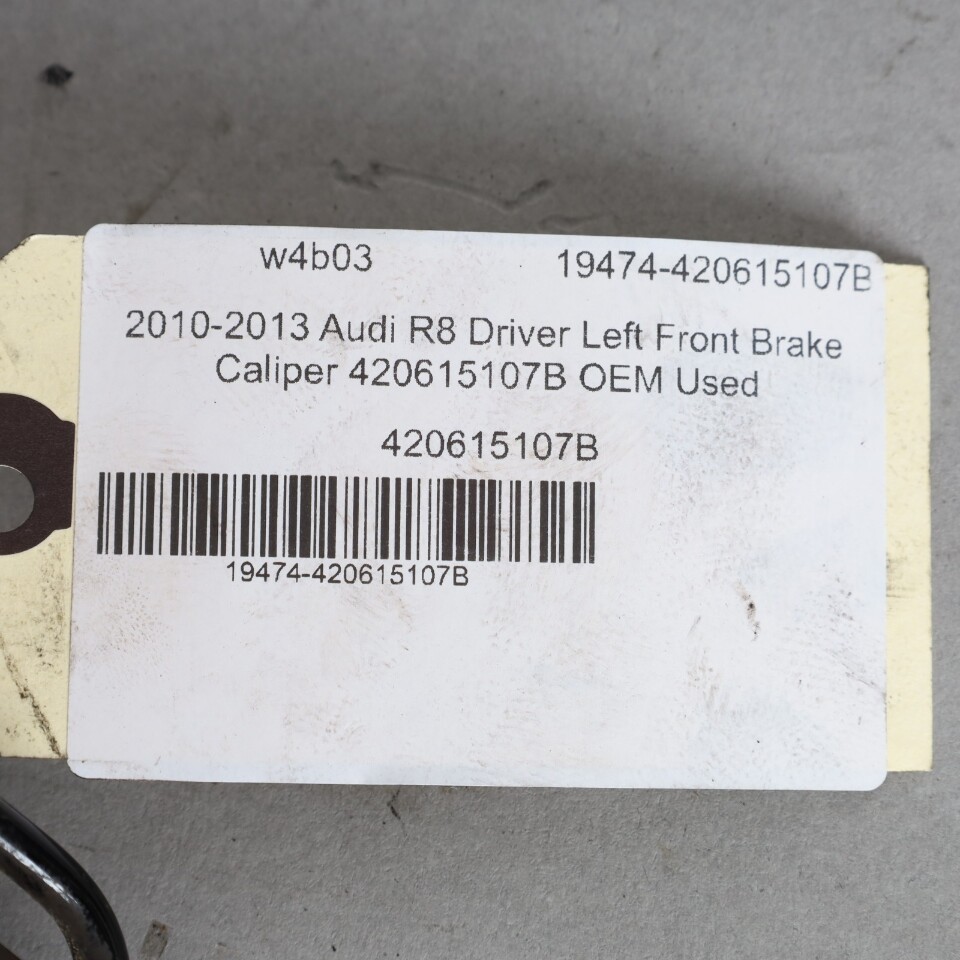 w4b03 19474-420615107B
2010-2013 Audi R8 Driver Left Front Brake
Caliper 420615107B OEM Used
420615107B
19474-420615107B